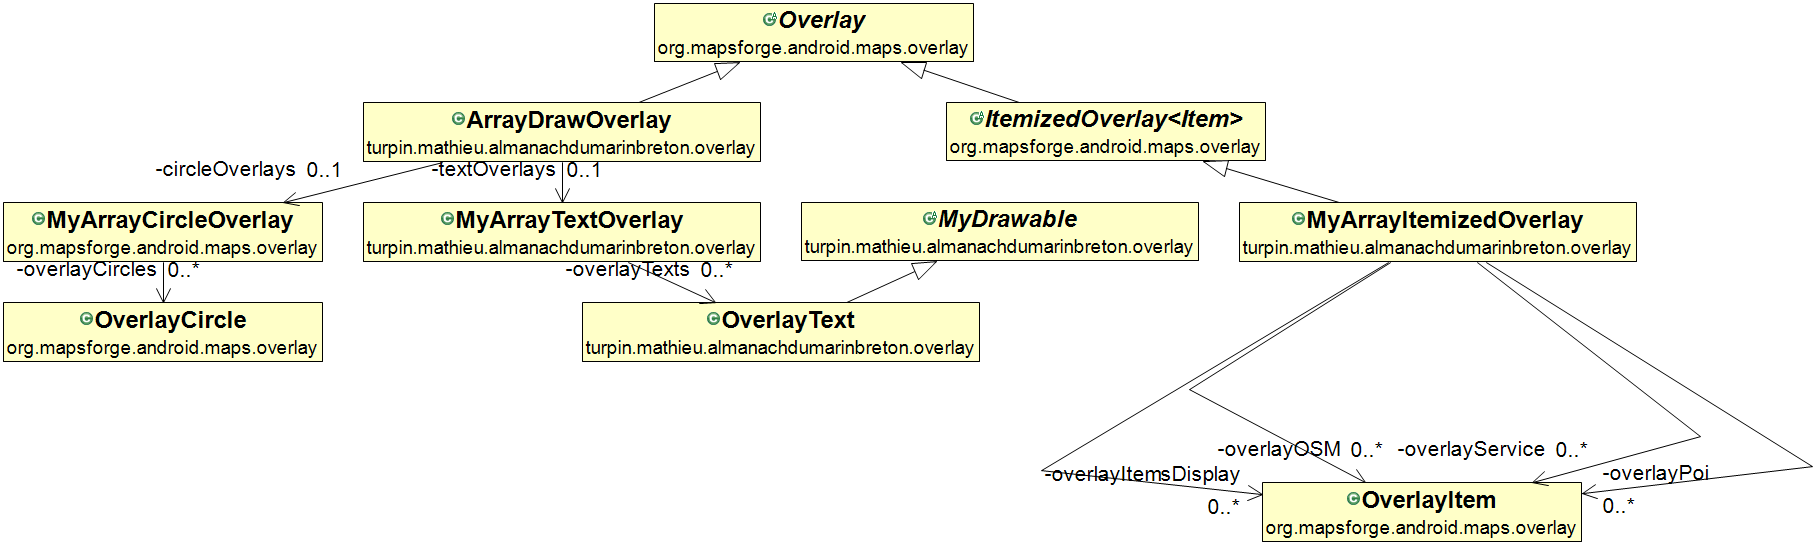 Overlay
org.mapsforge.android.maps.overlay
ArrayDrawOverlay
turpin.mathieu.almanachdumarinbreton.overlay
ItemizedOverlay<Item>
org.mapsforge.android.maps.overlay
-circleOverlays 0..1
-textOverlays 0..1
MyArrayCircleOverlay
org.mapsforge.android.maps.overlay
MyArrayTextOverlay
turpin.mathieu.almanachdumarinbreton.overlay
MyDrawable
turpin.mathieu.almanachdumarinbreton.overlay
MyArrayItemizedOverlay
turpin.mathieu.almanachdumarinbreton.overlay
-overlayCircles 0..*
-overlayTexts 0..*
OverlayCircle
org.mapsforge.android.maps.overlay
OverlayText
turpin.mathieu.almanachdumarinbreton.overlay
-overlayOSM 0..*
-overlayService 0..*
-overlayItemsDisplay
0..*
-overlayPoi
0..*
OverlayItem
org.mapsforge.android.maps.overlay